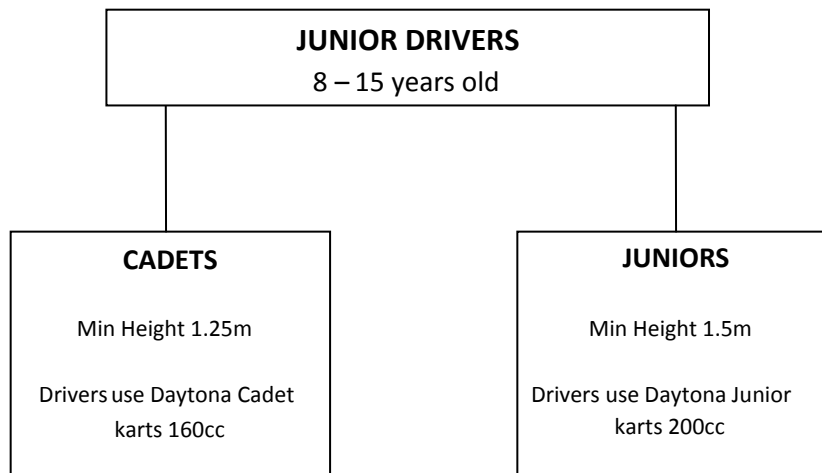 JUNIOR DRIVERS
8 – 15 years old
CADETS
Min Height 1.25m
Drivers use Daytona Cadet
karts 160cc
JUNIORS
Min Height 1.5m
Drivers use Daytona Junior
karts 200cc